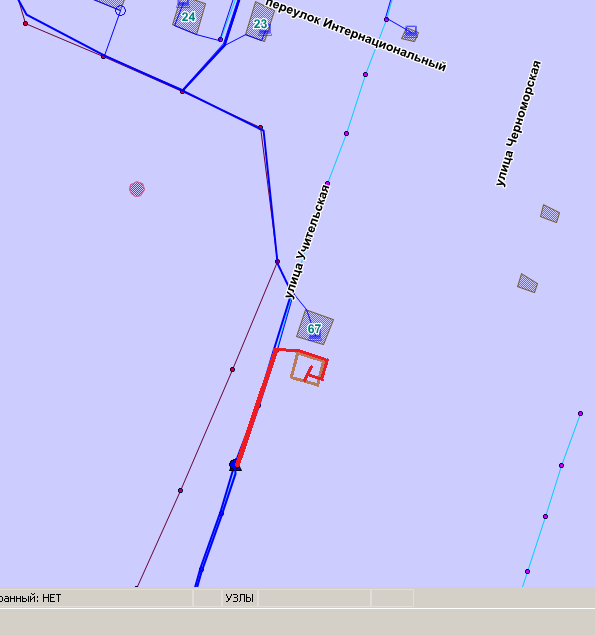 24
23
переулок Интернациональный
улица Черноморская
улица Учительская
67
ранный: НЕТ
УЗЛЫ